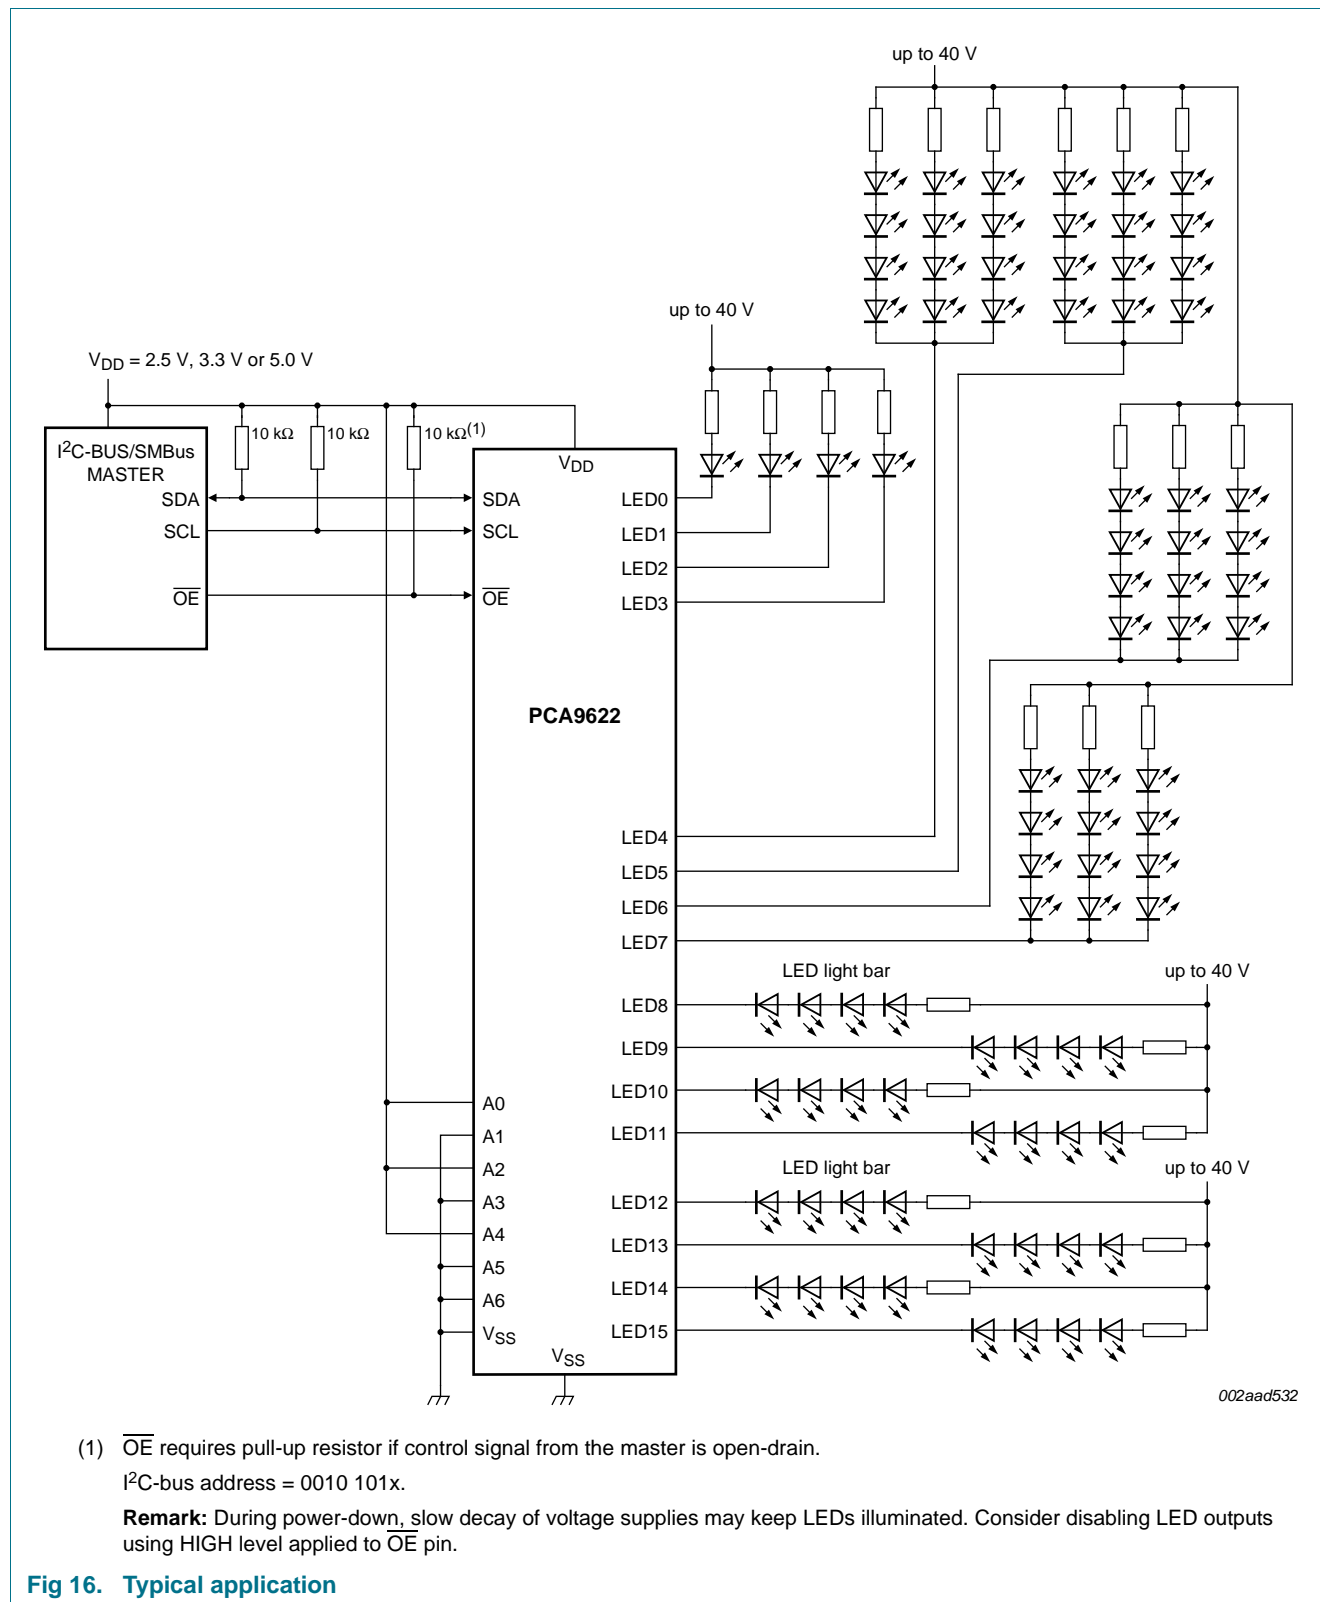 up to 40 V
up to 40 V
VDD = 2.5 V, 3.3 V or 5.0 V
10 kΩ
10 kΩ
10 kΩ(1)
I2C-BUS/SMBus
MASTER
SDA
SCL
OE
VDD
SDA
SCL
OE
PCA9622
A0
A1
A2
A3
A4
A5
A6
VSS
VSS
LED0
LED1
LED2
LED3
LED4
LED5
LED6
LED7
LED8
LED9
LED10
LED11
LED12
LED13
LED14
LED15
LED light bar
up to 40 V
LED light bar
up to 40 V
002aad532
(1) OE requires pull-up resistor if control signal from the master is open-drain.
I2C-bus address = 0010 101x.
Remark: During power-down, slow decay of voltage supplies may keep LEDs illuminated. Consider disabling LED outputs
using HIGH level applied to OE pin.
Fig 16. Typical application